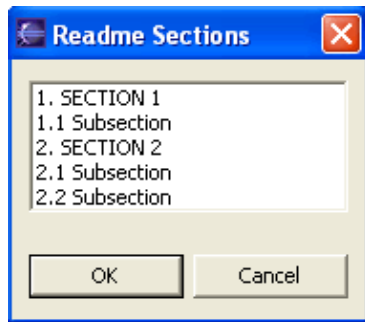 Readme Sections
1. SECTION 1
1.1 Subsection
2. SECTION 2
2.1 Subsection
2.2 Subsection
OK
Cancel